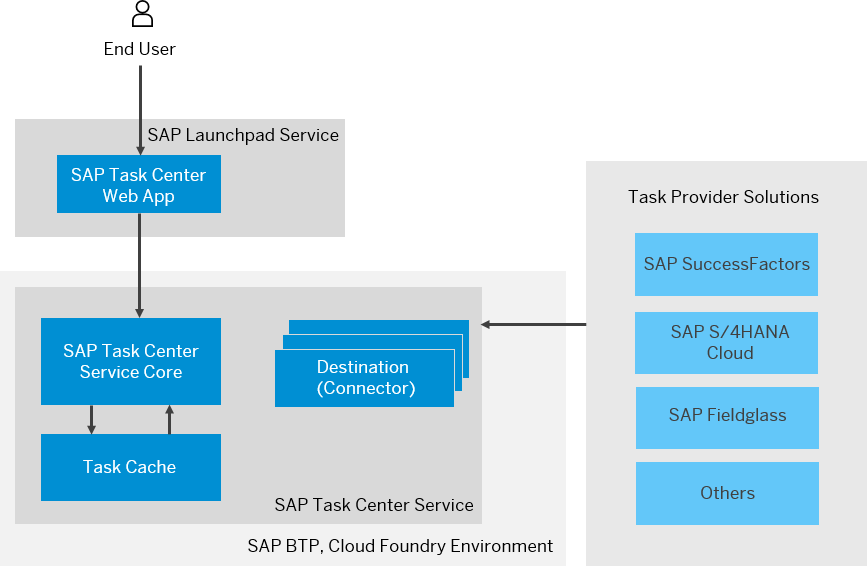 End User
SAP Launchpad Service
SAP Task Center
Web App
SAP Task Center
Service Core
Task Cache
Destination
(Connector)
SAP Task Center Service
SAP BTP, Cloud Foundry Environment
Task Provider Solutions
SAP SuccessFactors
SAP S/4HANA
Cloud
SAP Fieldglass
Others